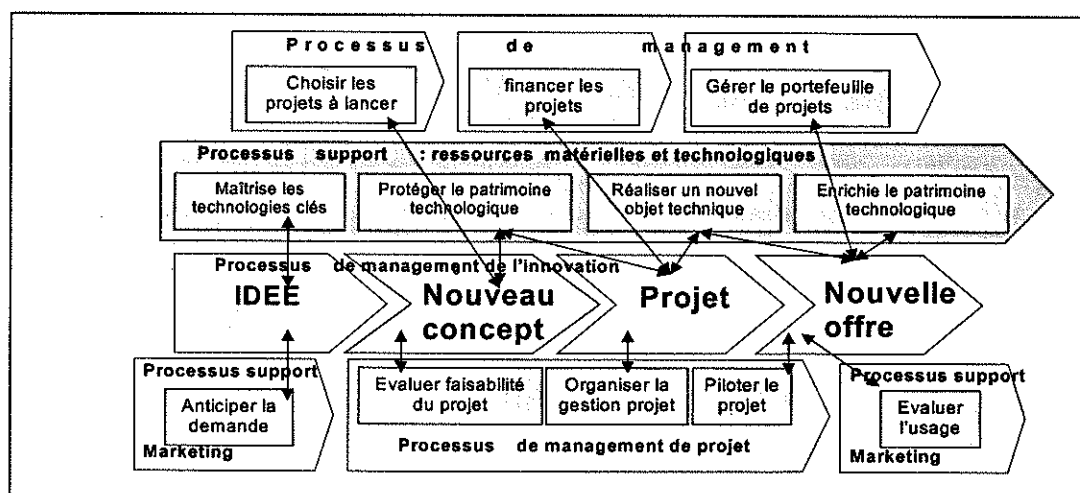 Processus de management
Choisir les
projets à lancer
financer les
projets
Gérer le portefeuille
de projets
Processus support : ressources matérielles et technologiques
Maîtrise les
technologies clés
Protéger le patrimoine
technologique
Réaliser un nouvel
objet technique
Enrichie le patrimoine
technologique
Processus de management de l'innovation
IDEE
Nouveau
concept
Projet
Nouvelle
offre
Processus support
Anticiper la
demande
Marketing
Evaluer faisabilité
du projet
Organiser la
gestion projet
Piloter le
projet
Processus de management de projet
Processus support
Evaluer
l'usage
Marketing